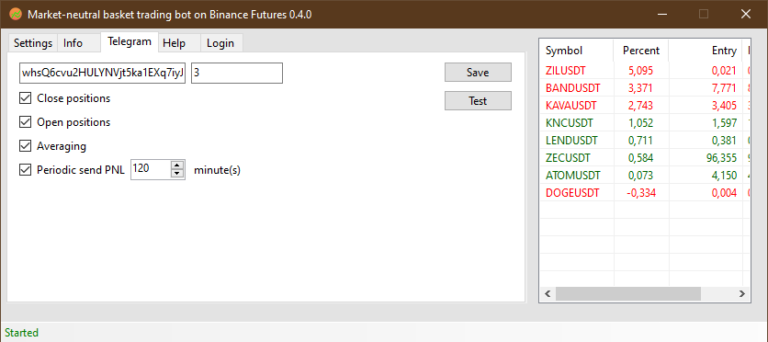 Market-neutral basket trading bot on Binance Futures 0.4.0
Settings Info Telegram Help Login
whsQ6cvu2HULYNVjt5ka1EXq7iyJ 3 Save
Close positions Test
Open positions
Averaging
Periodic send PNL 120 minute(s)
Symbol Percent Entry
ZILUSDT 5,095 0,021
BANDUSDT 3,371 7,771
KAVAUSDT 2,743 3,405
KNCUSDT 1,052 1,597
LENDUSDT 0,711 0,381
ZECUSDT 0,584 96,355
ATOMUSDT 0,073 4,150
DOGEUSDT -0,334 0,004
Started